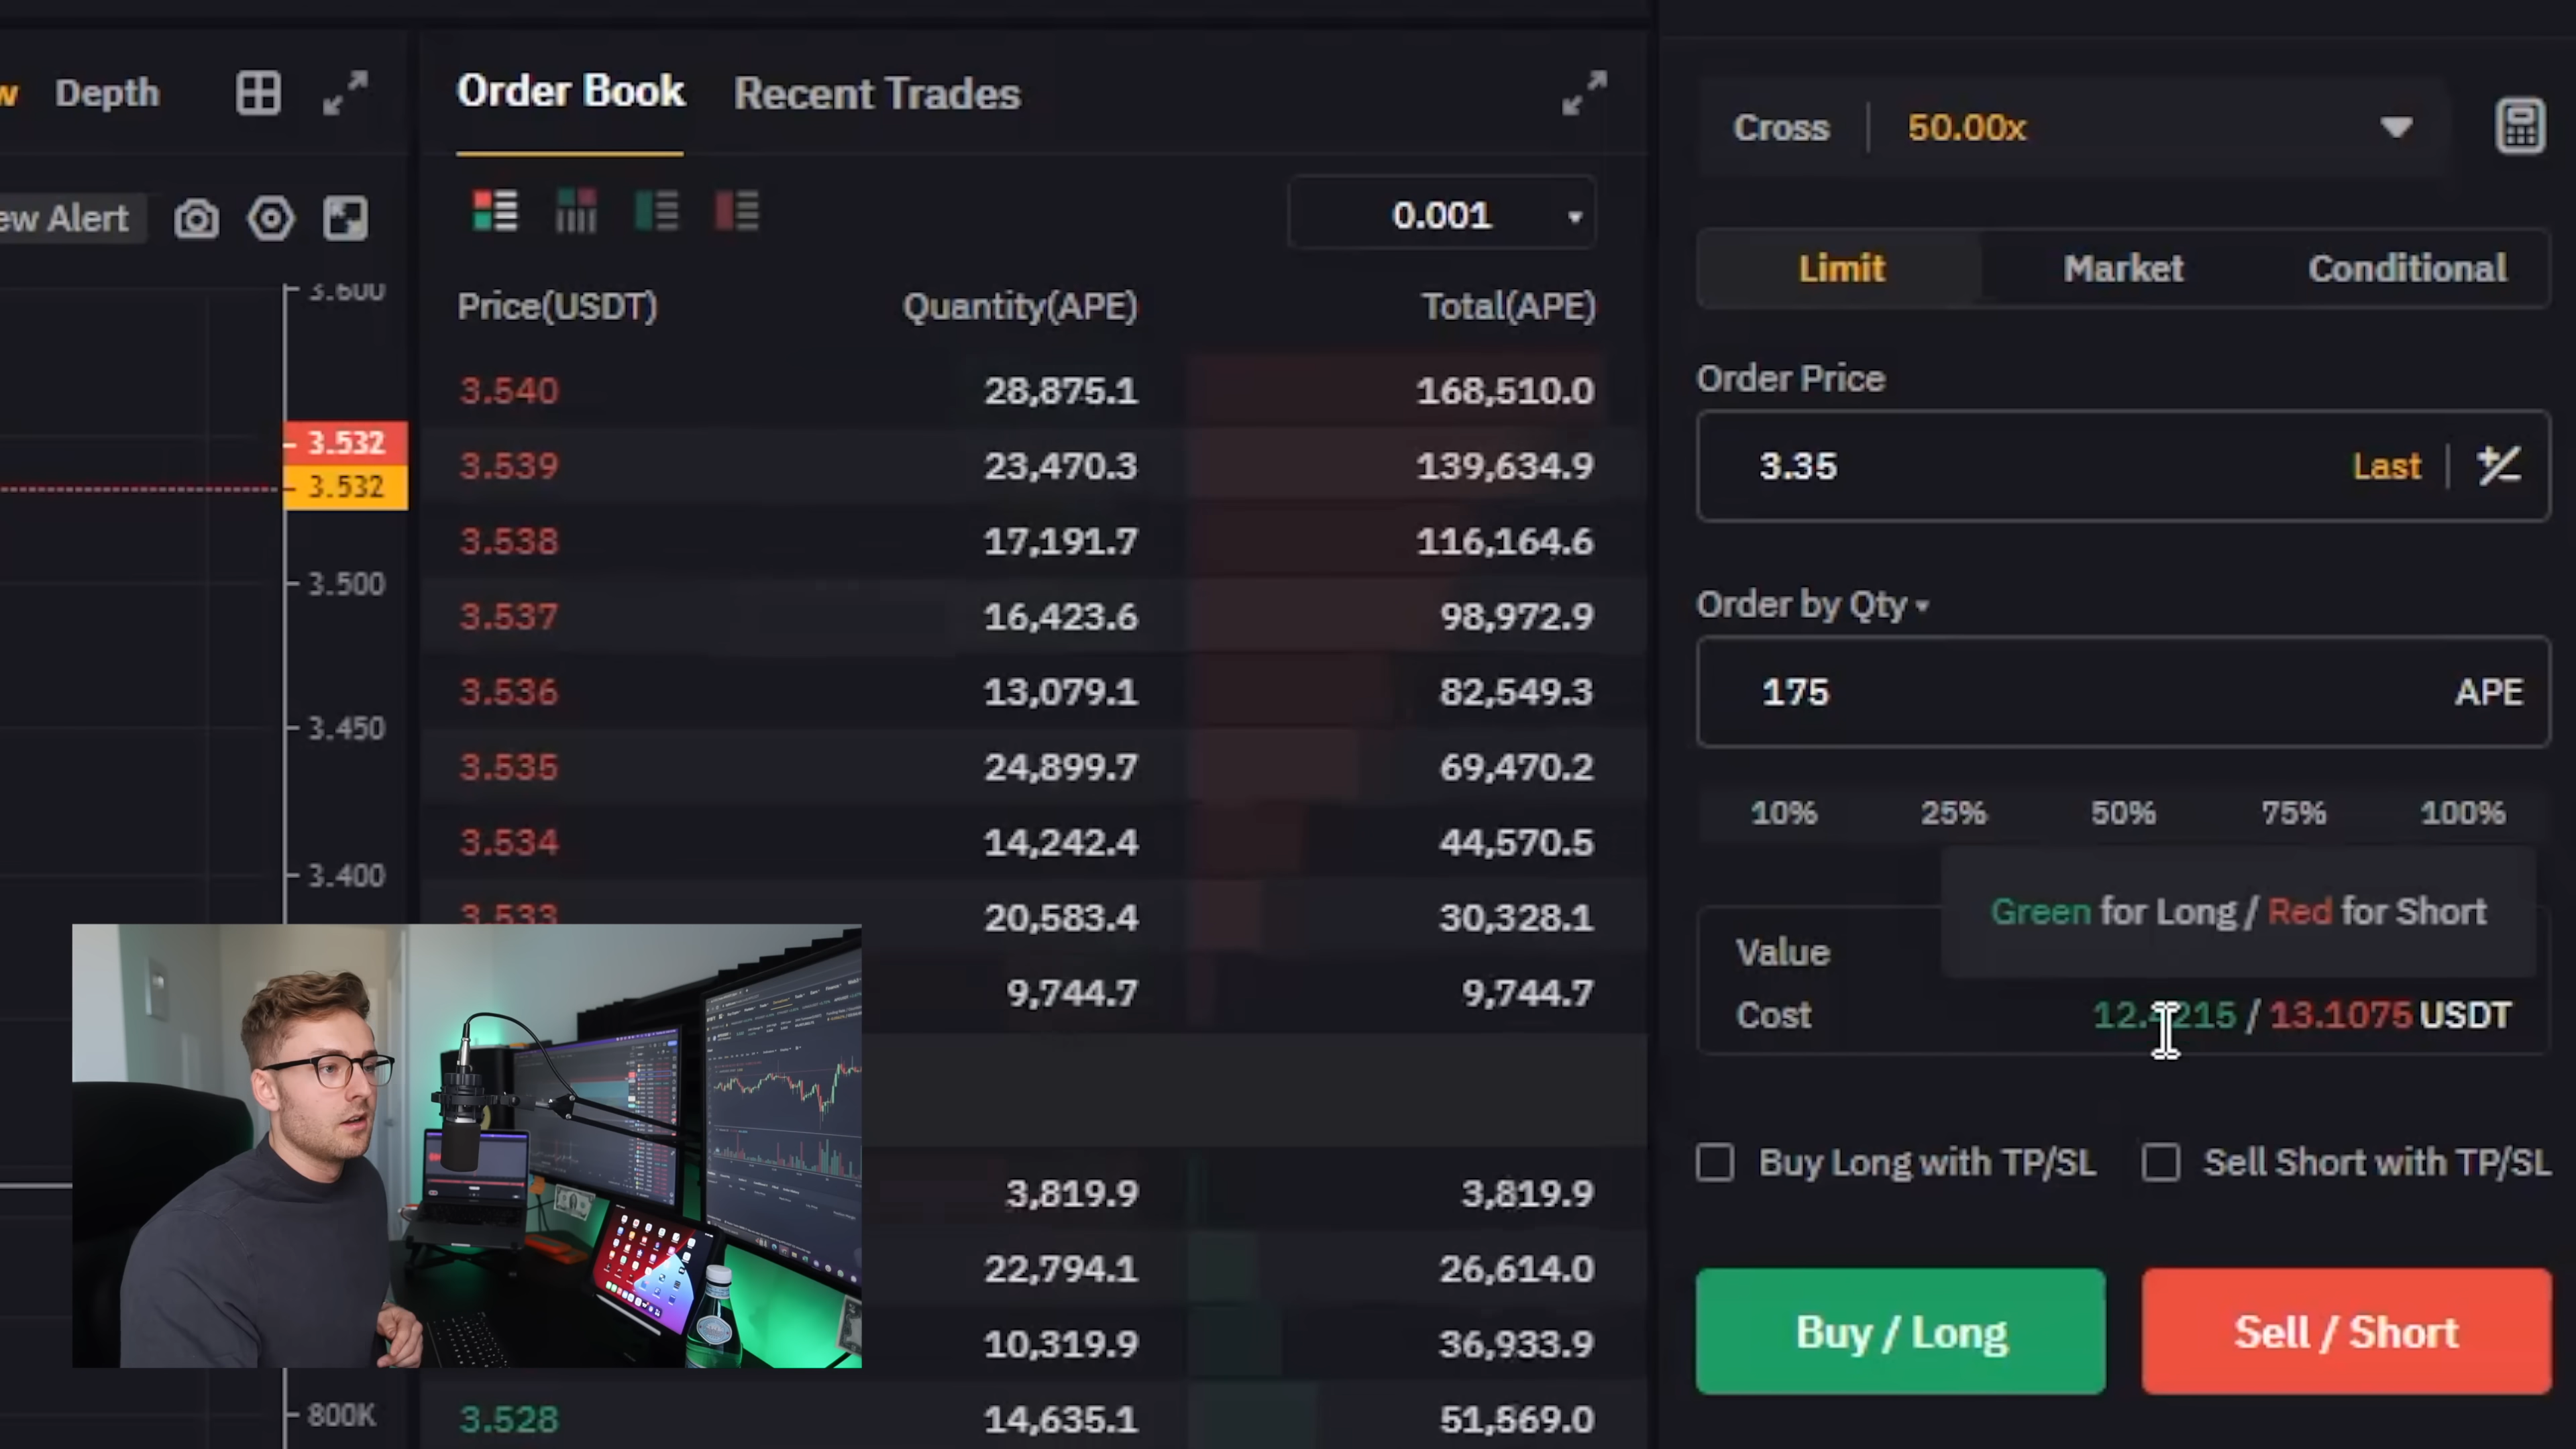 w Depth
ew Alert
3.600
3.532
3.532
3.500
3.450
3.400
800K
Order Book Recent Trades
0.001
Price(USDT) Quantity(APE) Total(APE)
3.540 28,875.1 168,510.0
3.539 23,470.3 139,634.9
3.538 17,191.7 116,164.6
3.537 16,423.6 98,972.9
3.536 13,079.1 82,549.3
3.535 24,899.7 69,470.2
3.534 14,242.4 44,570.5
3.533 20,583.4 30,328.1
9,744.7 9,744.7
3,819.9 3,819.9
22,794.1 26,614.0
10,319.9 36,933.9
3.528 14,635.1 51,569.0
Cross 50.00x
Limit Market Conditional
Order Price
3.35 Last
Order by Qty
175 APE
10% 25% 50% 75% 100%
Green for Long / Red for Short
Value
Cost / 13.1075 USDT
Buy Long with TP/SL Sell Short with TP/SL
Buy / Long Sell / Short